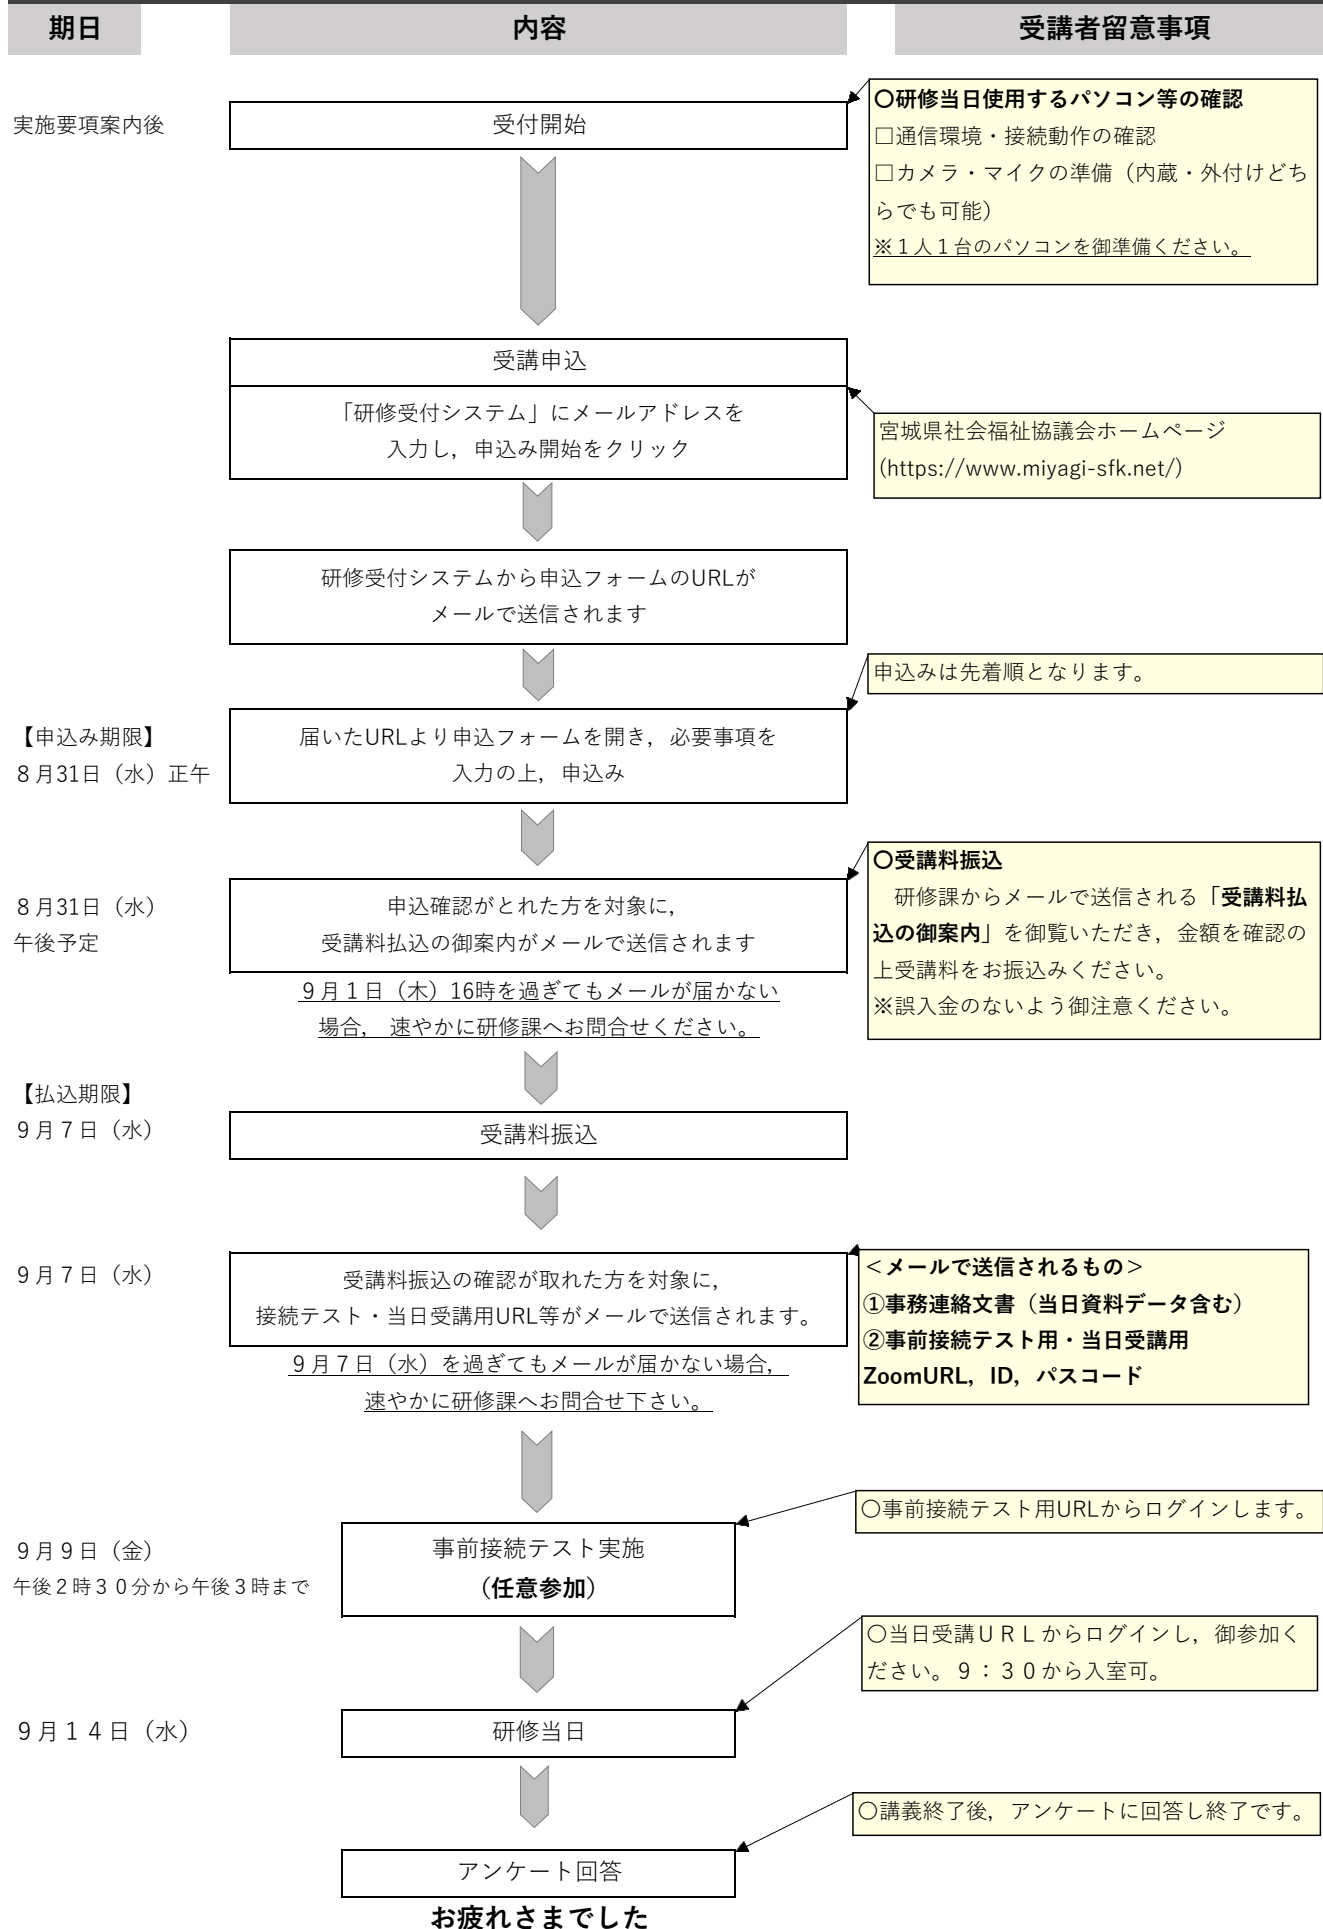 期日
内容
受講者留意事項
実施要項案内後
受付開始
〇研修当日使用するパソコン等の確認
□通信環境・接続動作の確認
□カメラ・マイクの準備（内蔵・外付けどち
らでも可能）
※１人１台のパソコンを御準備ください。
受講申込
「研修受付システム」にメールアドレスを
入力し，申込み開始をクリック
宮城県社会福祉協議会ホームページ
(https://www.miyagi-sfk.net/)
研修受付システムから申込フォームのURLが
メールで送信されます
申込みは先着順となります。
【申込み期限】
８月31日（水）正午
届いたURLより申込フォームを開き，必要事項を
入力の上，申込み
８月31日（水）
午後予定
申込確認がとれた方を対象に，
受講料払込の御案内がメールで送信されます
９月１日（木）16時を過ぎてもメールが届かない
場合， 速やかに研修課へお問合せください。
〇受講料振込
研修課からメールで送信される「受講料払
込の御案内」を御覧いただき，金額を確認の
上受講料をお振込みください。
※誤入金のないよう御注意ください。
【払込期限】
９月７日（水）
受講料振込
９月７日（水）
受講料振込の確認が取れた方を対象に，
接続テスト・当日受講用URL等がメールで送信されます。
９月７日（水）を過ぎてもメールが届かない場合，
速やかに研修課へお問合せ下さい。
＜メールで送信されるもの＞
①事務連絡文書（当日資料データ含む）
②事前接続テスト用・当日受講用
ZoomURL，ID，パスコード
９月９日（金）
午後２時３０分から午後３時まで
事前接続テスト実施
（任意参加）
〇事前接続テスト用URLからログインします。
〇当日受講ＵＲＬからログインし，御参加く
ださい。９：３０から入室可。
９月１４日（水）
研修当日
〇講義終了後，アンケートに回答し終了です。
アンケート回答
お疲れさまでした